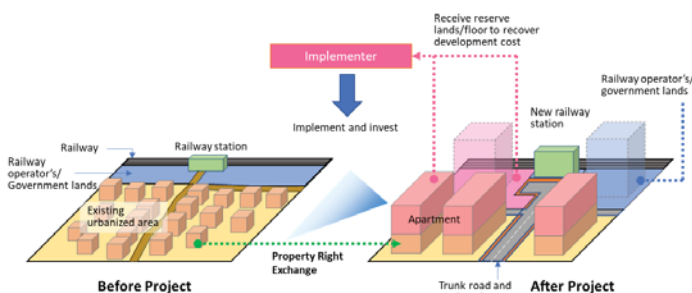 Receive reserve
lands/floor to recover
development cost
Implementer
Railway operator's/
government lands
New railway
station
Implement and invest
Railway
Railway station
Railway
operator's/
Government lands
Existing
urbanized area
Apartment
Property Right
Exchange
Before Project
Trunk road and
After Project